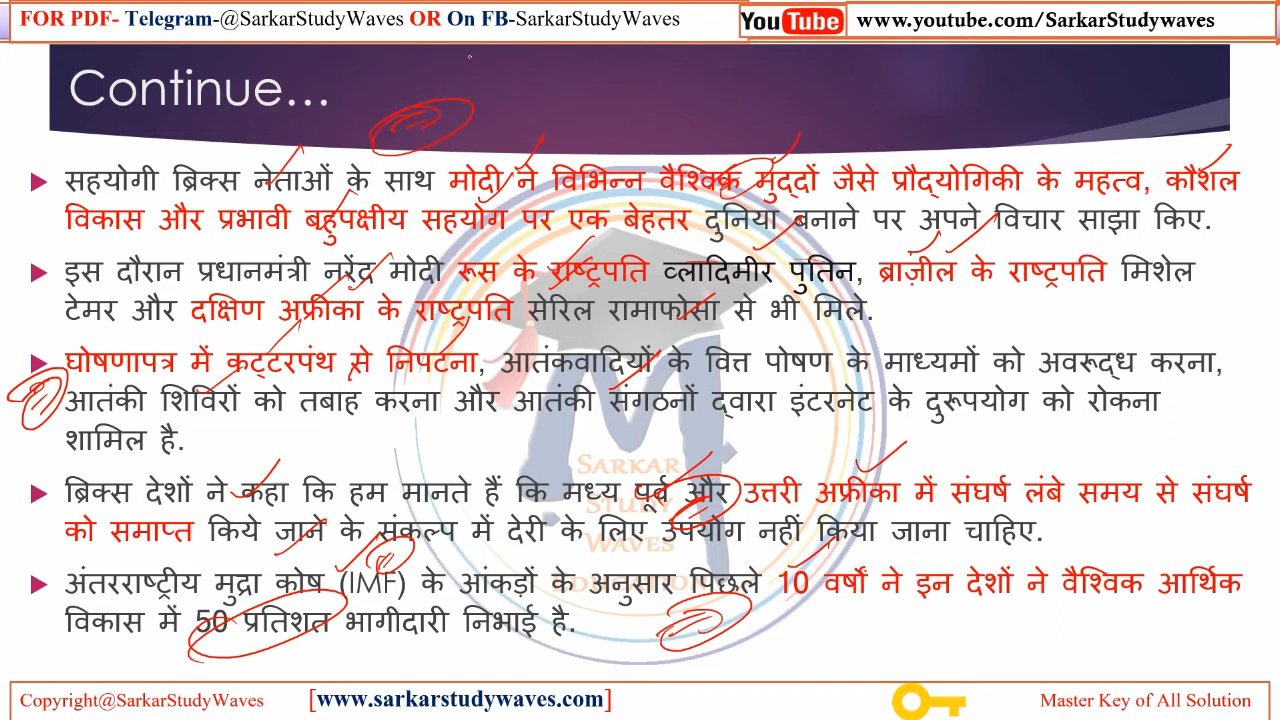 FOR PDF- Telegram-@SarkarStudyWaves OR On FB-SarkarStudyWaves
YouTube
www.youtube.com/SarkarStudywaves
Continue…
सहयोगी ब्रिक्स नेताओं के साथ मोदी ने विभिन्न वैश्विक मुद्दों जैसे प्रौद्योगिकी के महत्व, कौशल
विकास और प्रभावी बहुपक्षीय सहयोग पर एक बेहतर दुनिया बनाने पर अपने विचार साझा किए.
इस दौरान प्रधानमंत्री नरेंद्र मोदी रूस के राष्ट्रपति व्लादिमीर पुतिन, ब्राज़ील के राष्ट्रपति मिशेल
टेमर और दक्षिण अफ्रीका के राष्ट्रपति सेरिल रामाफोसा से भी मिले.
घोषणापत्र में कट्टरपंथ से निपटना, आतंकवादियों के वित्त पोषण के माध्यमों को अवरूद्ध करना,
आतंकी शिविरों को तबाह करना और आतंकी संगठनों द्वारा इंटरनेट के दुरूपयोग को रोकना
शामिल है.
SARKAR
STUDY
WAVES
ब्रिक्स देशों ने कहा कि हम मानते हैं कि मध्य पूर्व और उत्तरी अफ्रीका में संघर्ष लंबे समय से संघर्ष
को समाप्त किये जाने के संकल्प में देरी के लिए उपयोग नहीं किया जाना चाहिए.
अंतरराष्ट्रीय मुद्रा कोष (IMF) के आंकड़ों के अनुसार पिछले 10 वर्षों ने इन देशों ने वैश्विक आर्थिक
विकास में 50 प्रतिशत भागीदारी निभाई है.
Copyright@SarkarStudyWaves
[www.sarkarstudywaves.com]
Master Key of All Solution